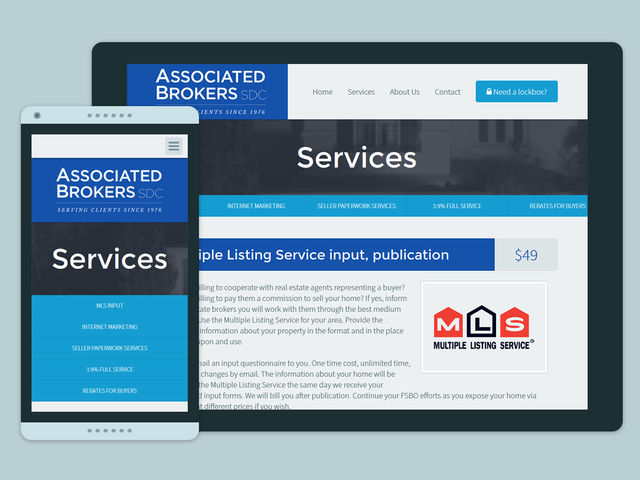 ASSOCIATED
BROKERS SDC
CLIENTS SINCE 1976
Home Services About Us Contact Need a lockbox?
Services
INTERNET MARKETING SELLER PAPERWORK SERVICES 3.9% FULL SERVICE REBATES FOR BUYERS
Listing Service input, publication $49
to cooperate with real estate agents representing a buyer?
to pay them a commission to sell your home? If yes, inform
brokers you will work with them through the best medium
Use the Multiple Listing Service for your area. Provide the
information about your property in the format and in the place
upon and use.
an input questionnaire to you. One time cost, unlimited time,
changes by email. The information about your home will be
the Multiple Listing Service the same day we receive your
input forms. We will bill you after publication. Continue your FSBO efforts as you expose your home via
different prices if you wish.
MLS
MULTIPLE LISTING SERVICE®
ASSOCIATED
BROKERS SDC
SERVING CLIENTS SINCE 1976
Services
MLS INPUT
INTERNET MARKETING
SELLER PAPERWORK SERVICES
3.9% FULL SERVICE
REBATES FOR BUYERS